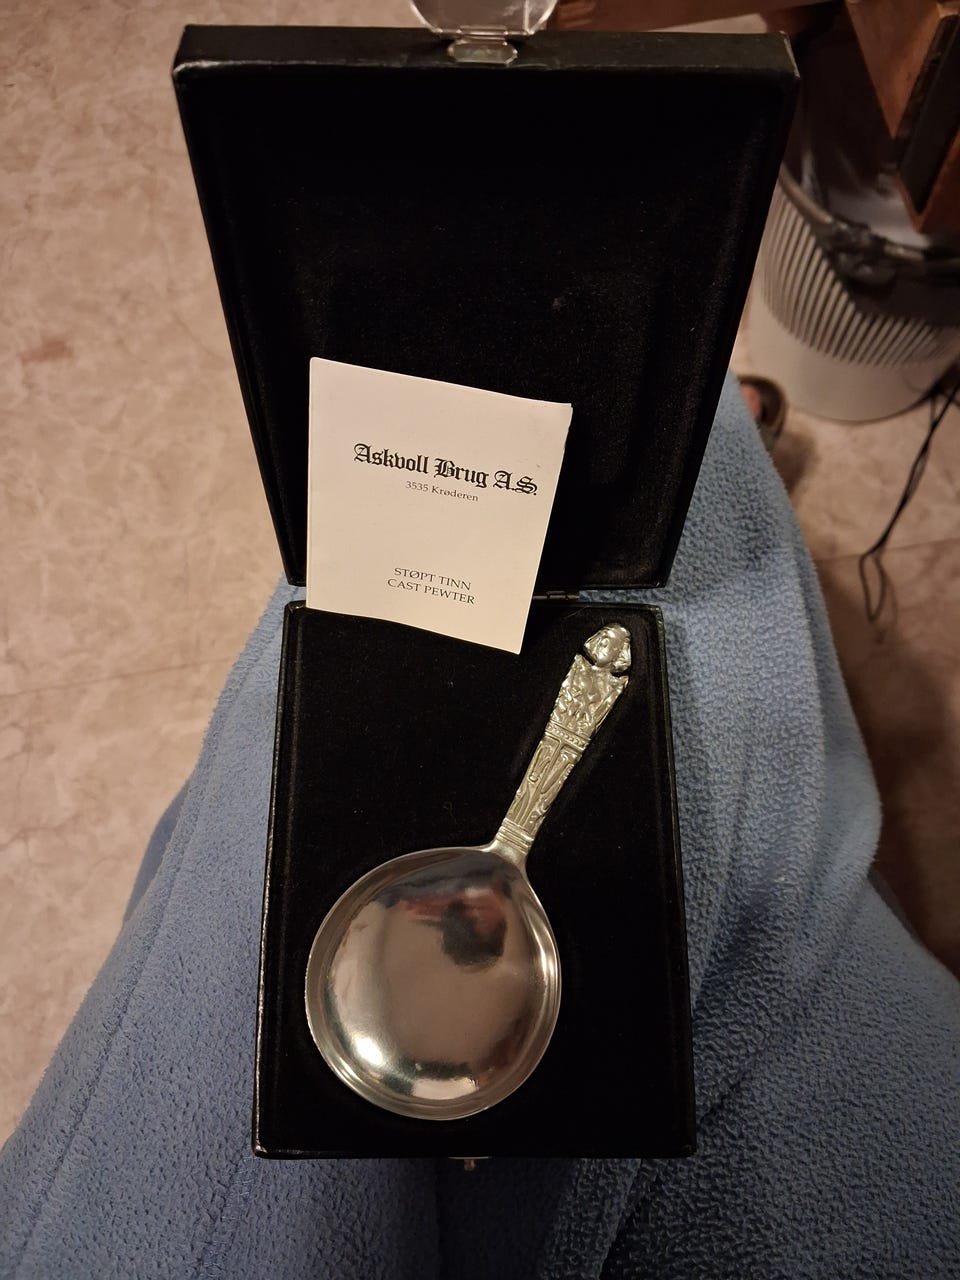 Askvoll Brug A.S.
3535 Krøderen
STØPT TINN
CAST PEWTER